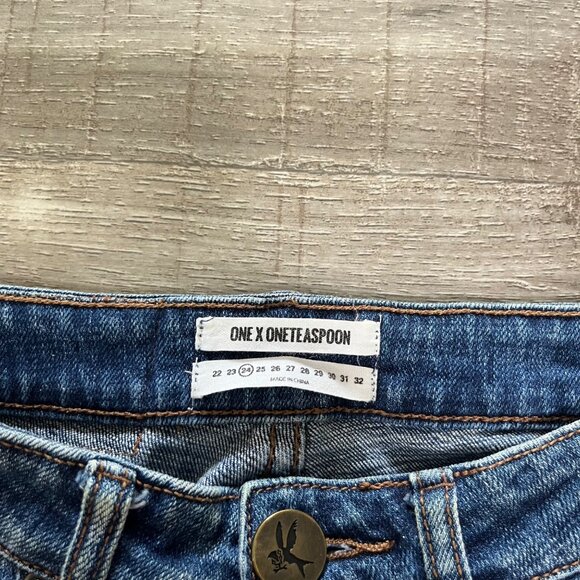 ONE X ONETEASPOON
22 23 24 25 26 27 28 29 30 31 32
MADE IN CHINA